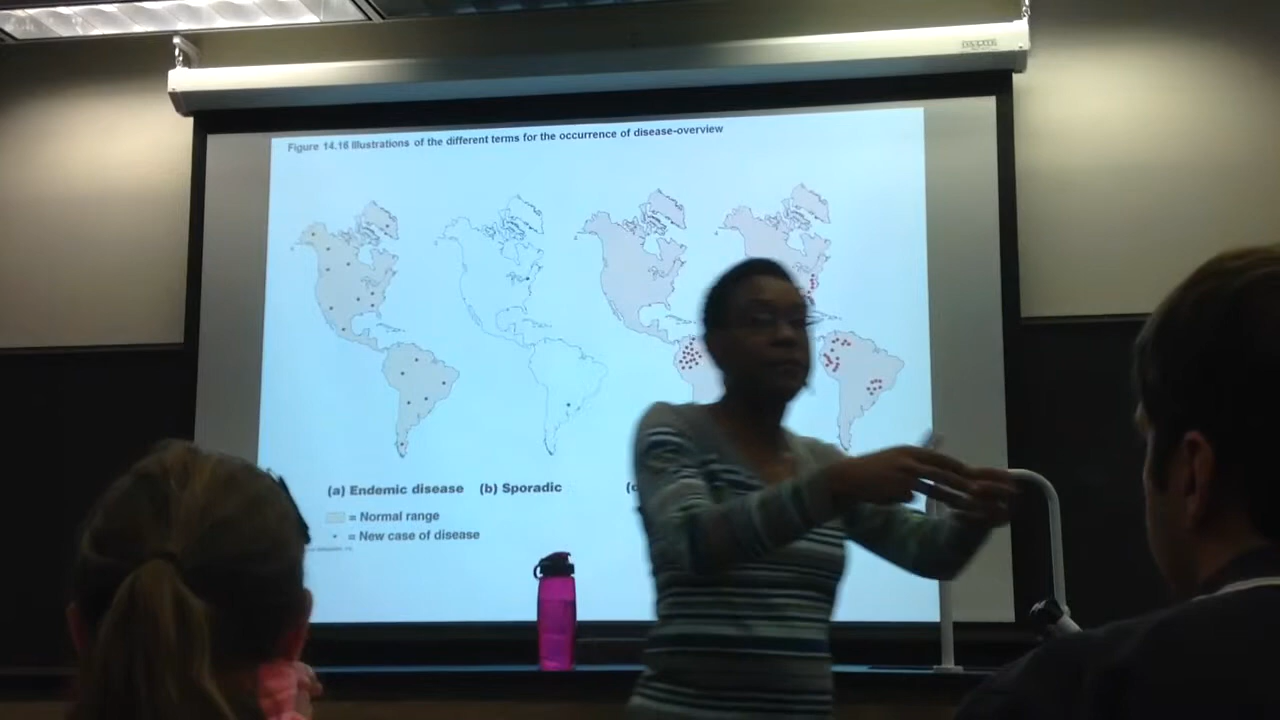 Figure 14.16 Illustrations of the different terms for the occurrence of disease-overview
(a) Endemic disease (b) Sporadic (c
= Normal range
= New case of disease